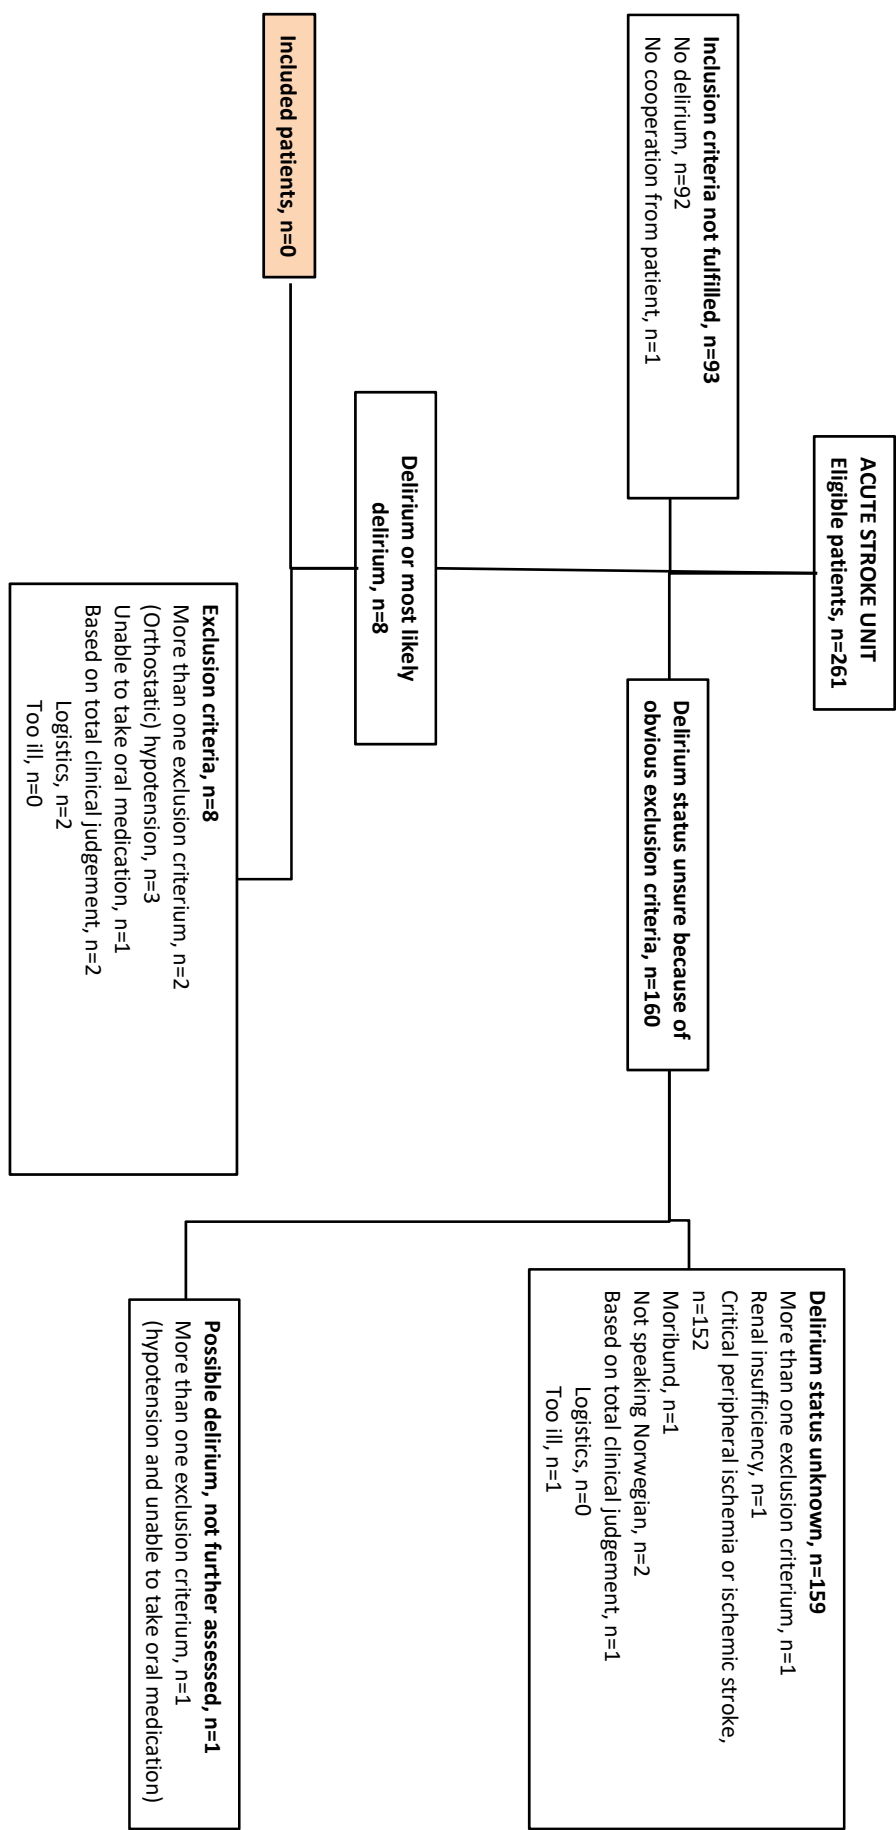 ACUTE STROKE UNIT
Eligible patients, n=261
Inclusion criteria not fulfilled, n=93
No delirium, n=92
No cooperation from patient, n=1
Delirium status unsure because of
obvious exclusion criteria, n=160
Delirium status unknown, n=159
More than one exclusion criterium, n=1
Renal insufficiency, n=1
Critical peripheral ischemia or ischemic stroke,
n=152
Moribund, n=1
Not speaking Norwegian, n=2
Based on total clinical judgement, n=1
Logistics, n=0
Too ill, n=1
Delirium or most likely
delirium, n=8
Included patients, n=0
Exclusion criteria, n=8
More than one exclusion criterium, n=2
(Orthostatic) hypotension, n=3
Unable to take oral medication, n=1
Based on total clinical judgement, n=2
Logistics, n=2
Too ill, n=0
Possible delirium, not further assessed, n=1
More than one exclusion criterium, n=1
(hypotension and unable to take oral medication)